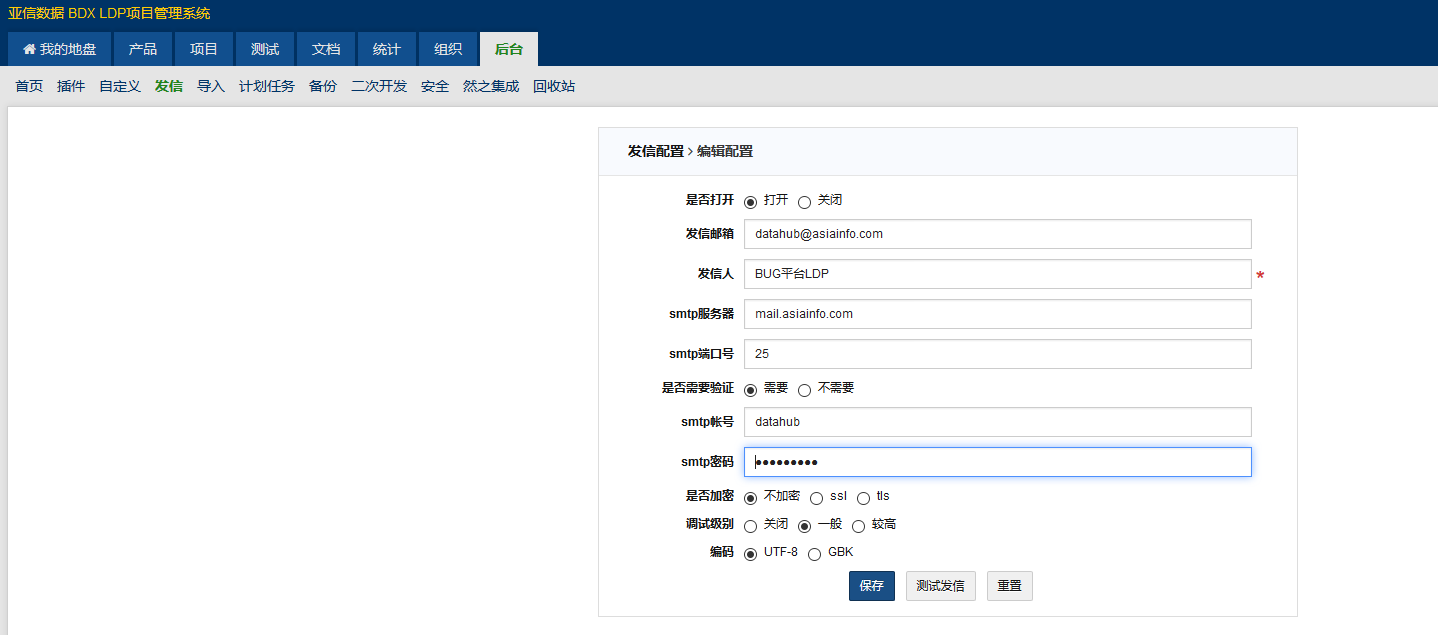 亚信数据 BDX LDP项目管理系统
我的地盘 产品 项目 测试 文档 统计 组织 后台
首页 插件 自定义 发信 导入 计划任务 备份 二次开发 安全 然之集成 回收站
发信配置 > 编辑配置
是否打开 打开 关闭
发信邮箱 datahub@asiainfo.com
发信人 BUG平台LDP *
smtp服务器 mail.asiainfo.com
smtp端口号 25
是否需要验证 需要 不需要
smtp帐号 datahub
smtp密码 •••••••••
是否加密 不加密 ssl tls
调试级别 关闭 一般 较高
编码 UTF-8 GBK
保存 测试发信 重置